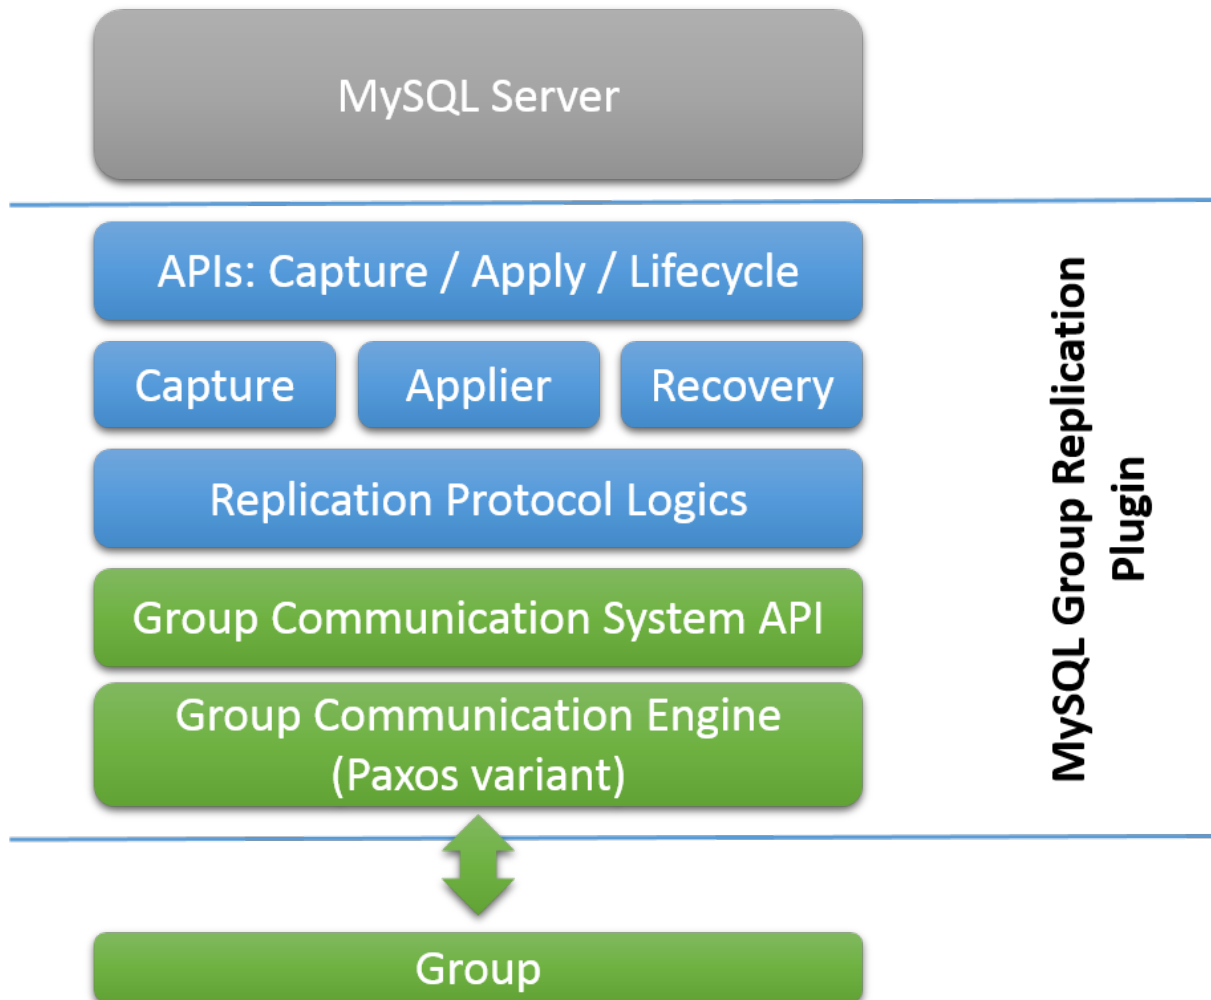 MySQL Server
APIs: Capture / Apply / Lifecycle
Capture
Applier
Recovery
Replication Protocol Logics
Group Communication System API
Group Communication Engine
(Paxos variant)
Group
MySQL Group Replication
Plugin